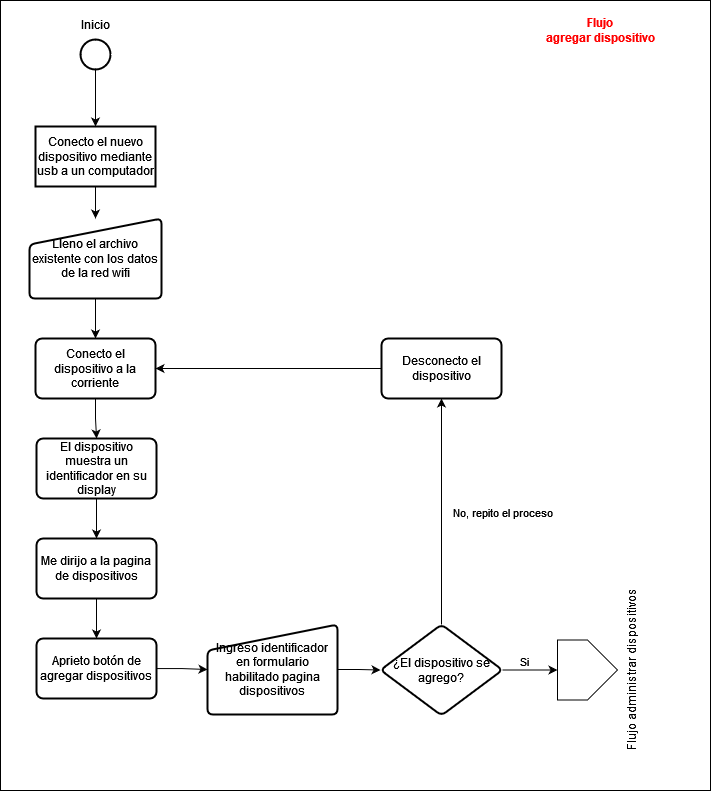 Inicio
Flujo
agregar dispositivo
Conecto el nuevo
dispositivo mediante
usb a un computador
Lleno el archivo
existente con los datos
de la red wifi
Conecto el
dispositivo a la
corriente
Desconecto el
dispositivo
El dispositivo
muestra un
identificador en su
display
No, repito el proceso
Me dirijo a la pagina
de dispositivos
Aprieto botón de
agregar dispositivos
Ingreso identificador
en formulario
habilitado pagina
dispositivos
¿El dispositivo se
agrego?
Si
Flujo administrar dispositivos